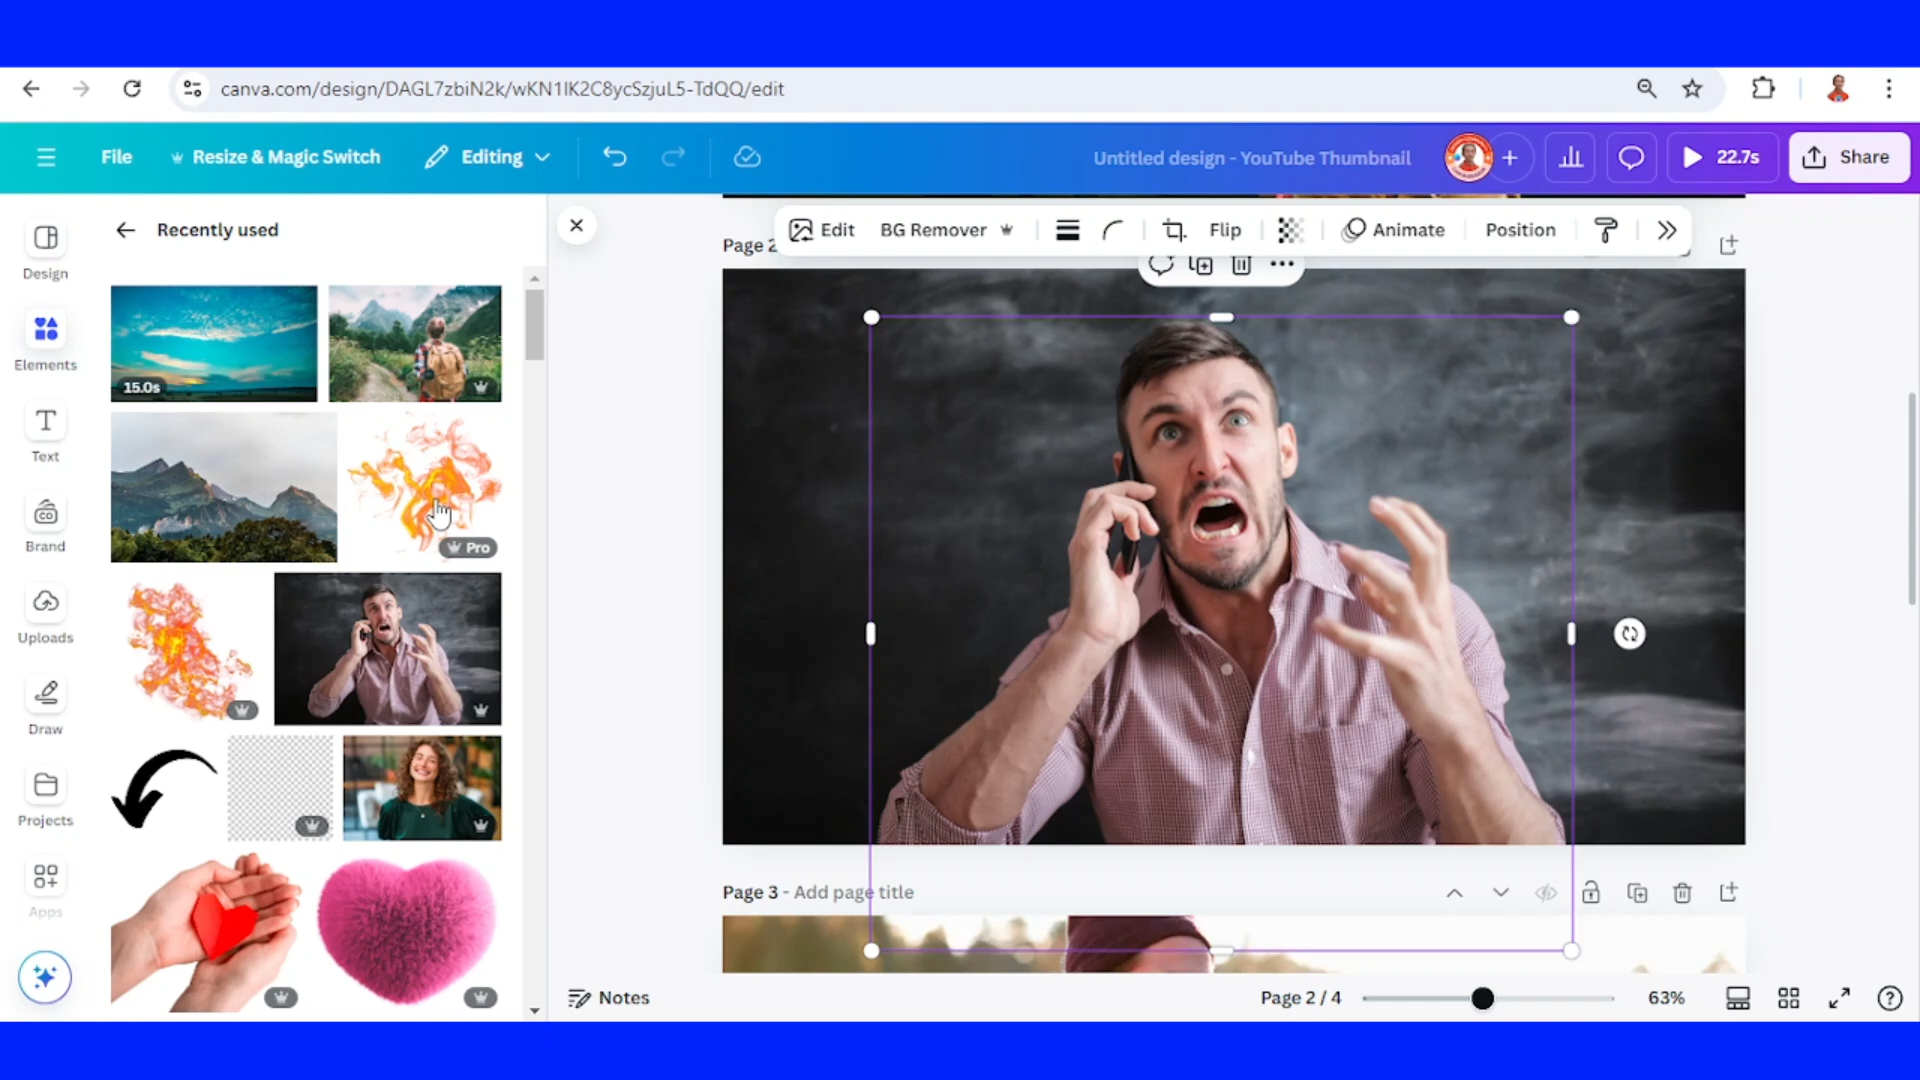 canva.com/design/DAGL7zbiN2k/wKN1IK2C8ycSzjuL5-TdQQ/edit
File
Resize & Magic Switch
Editing
Untitled design - YouTube Thumbnail
22.7s
Share
Design
Elements
Text
Brand
Uploads
Draw
Projects
Apps
Recently used
15.0s
Pro
Edit
BG Remover
Flip
Animate
Position
Page 2
Page 3 - Add page title
Notes
Page 2 / 4
63%